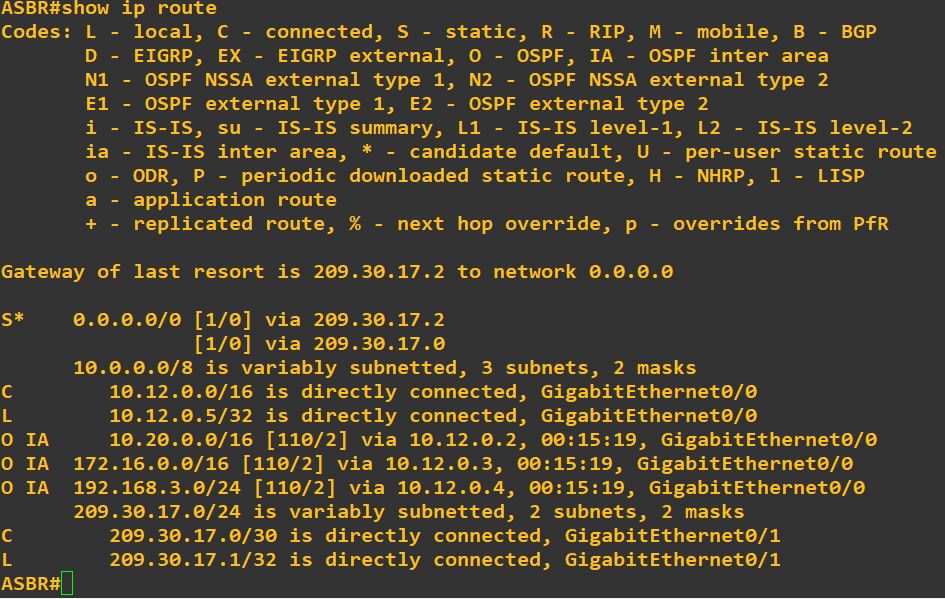 ASBR#show ip route
Codes: L - local, C - connected, S - static, R - RIP, M - mobile, B - BGP
       D - EIGRP, EX - EIGRP external, O - OSPF, IA - OSPF inter area
       N1 - OSPF NSSA external type 1, N2 - OSPF NSSA external type 2
       E1 - OSPF external type 1, E2 - OSPF external type 2
       i - IS-IS, su - IS-IS summary, L1 - IS-IS level-1, L2 - IS-IS level-2
       ia - IS-IS inter area, * - candidate default, U - per-user static route
       o - ODR, P - periodic downloaded static route, H - NHRP, l - LISP
       a - application route
       + - replicated route, % - next hop override, p - overrides from PfR

Gateway of last resort is 209.30.17.2 to network 0.0.0.0

S*    0.0.0.0/0 [1/0] via 209.30.17.2
                [1/0] via 209.30.17.0
      10.0.0.0/8 is variably subnetted, 3 subnets, 2 masks
C        10.12.0.0/16 is directly connected, GigabitEthernet0/0
L        10.12.0.5/32 is directly connected, GigabitEthernet0/0
O IA     10.20.0.0/16 [110/2] via 10.12.0.2, 00:15:19, GigabitEthernet0/0
O IA  172.16.0.0/16 [110/2] via 10.12.0.3, 00:15:19, GigabitEthernet0/0
O IA  192.168.3.0/24 [110/2] via 10.12.0.4, 00:15:19, GigabitEthernet0/0
      209.30.17.0/24 is variably subnetted, 2 subnets, 2 masks
C        209.30.17.0/30 is directly connected, GigabitEthernet0/1
L        209.30.17.1/32 is directly connected, GigabitEthernet0/1
ASBR#